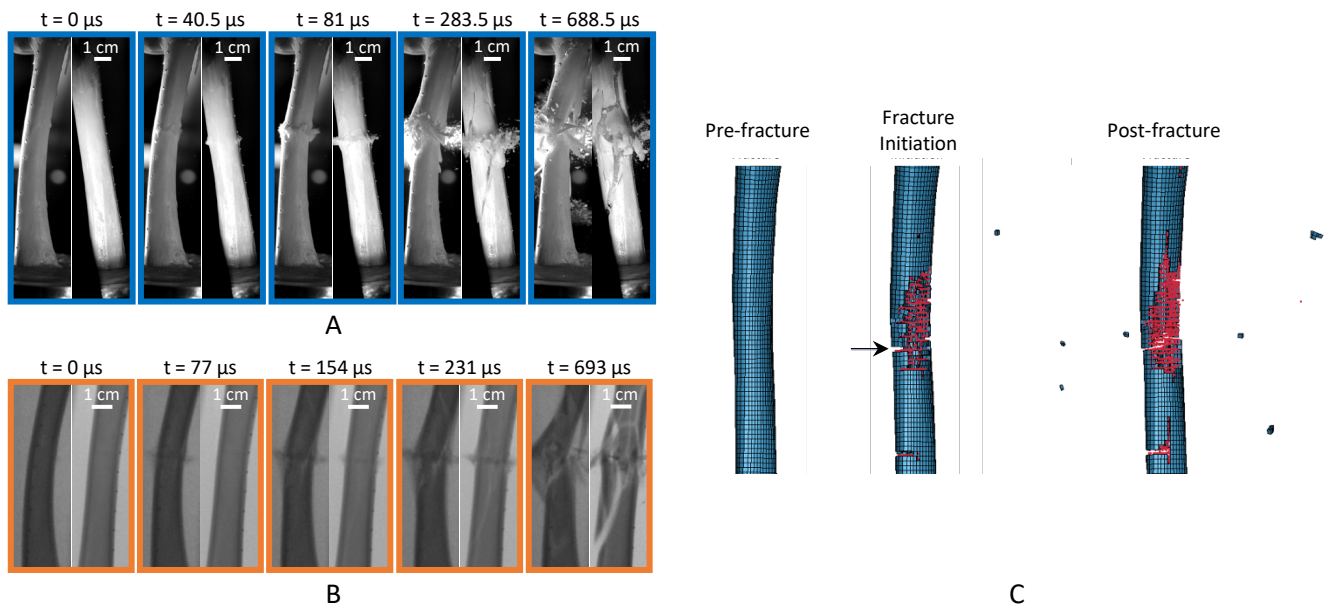 t = 0 µs
t = 40.5 µs
t = 81 µs
t = 283.5 µs
t = 688.5 µs
1 cm
1 cm
1 cm
1 cm
1 cm
A
t = 0 µs
t = 77 µs
t = 154 µs
t = 231 µs
t = 693 µs
1 cm
1 cm
1 cm
1 cm
1 cm
B
Pre-fracture
Fracture
Initiation
Post-fracture
C